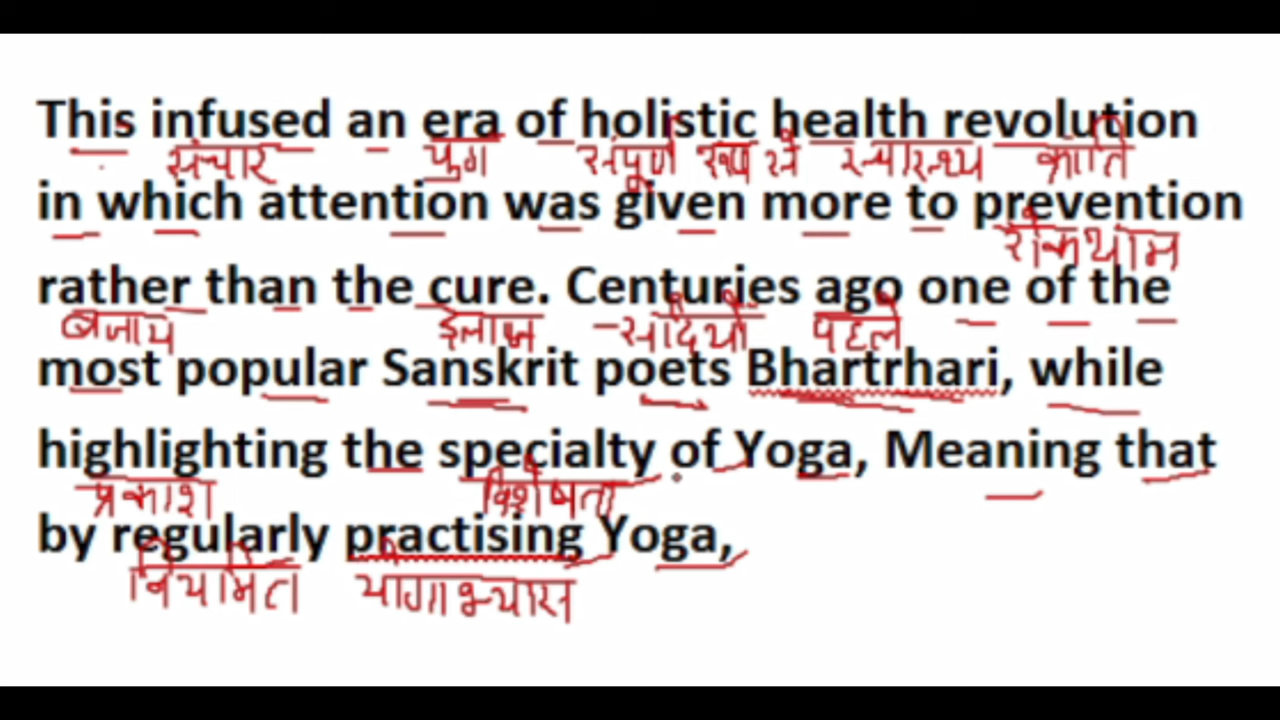 This infused an era of holistic health revolution
संचार युग संपूर्ण रूप से स्वास्थ्य क्रांति
in which attention was given more to prevention
रोकथाम
rather than the cure. Centuries ago one of the
बजाय इलाज सदियों पहले
most popular Sanskrit poets Bhartrhari, while
highlighting the specialty of Yoga, Meaning that
प्रकाश विशेषता
by regularly practising Yoga,
नियमित योगाभ्यास